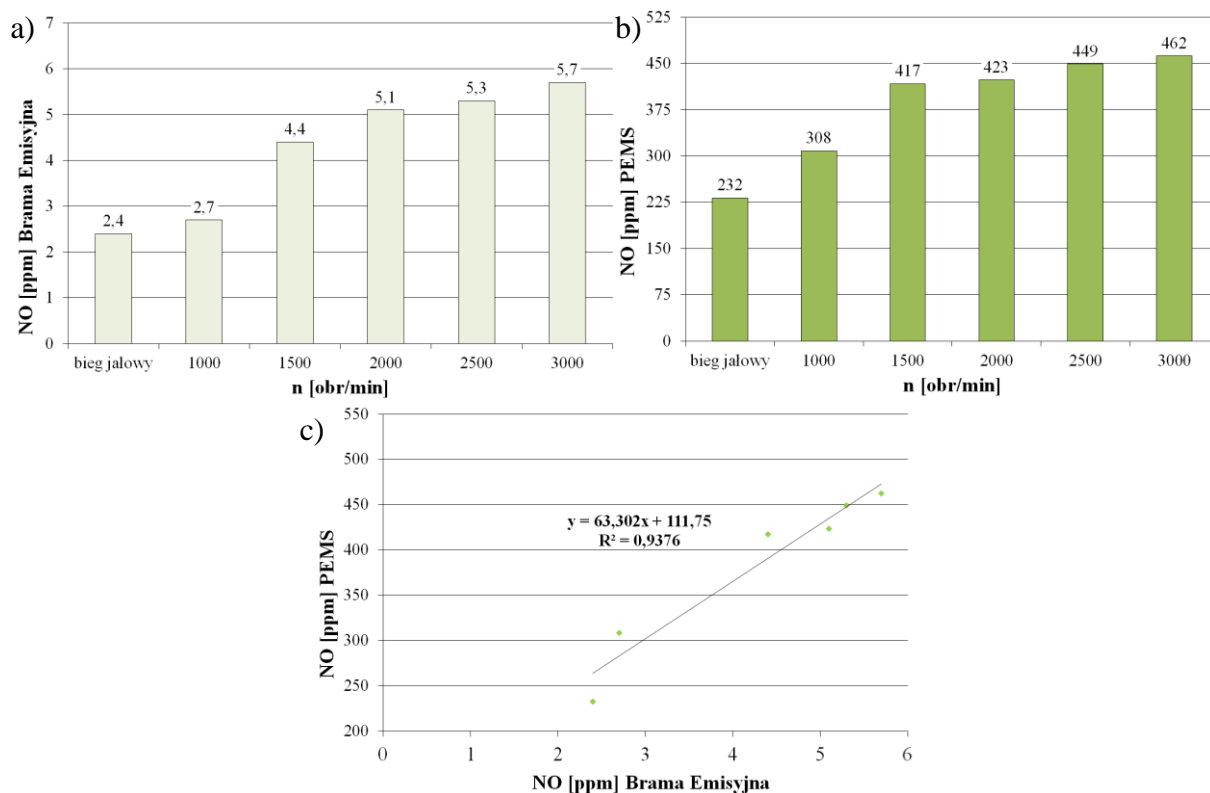 a)
NO [ppm] Brama Emisyjna
7
6
5
4
3
2
1
0
2,4
2,7
4,4
5,1
5,3
5,7
bieg jałowy 1000 1500 2000 2500 3000
n [obr/min]
b)
NO [ppm] PEMS
525
450
375
300
225
150
75
0
232
308
417
423
449
462
bieg jałowy 1000 1500 2000 2500 3000
n [obr/min]
c)
NO [ppm] PEMS
550
500
450
400
350
300
250
200
y = 63,302x + 111,75
R² = 0,9376
0 1 2 3 4 5 6
NO [ppm] Brama Emisyjna